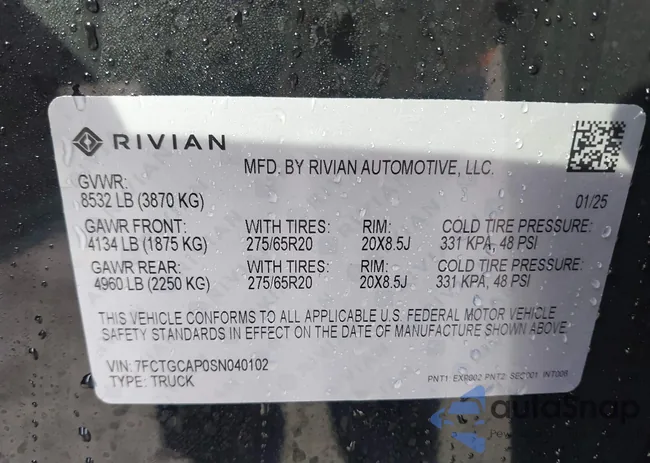 RIVIAN
MFD. BY RIVIAN AUTOMOTIVE, LLC.
GVWR:
8532 LB (3870 KG) 01/25
GAWR FRONT: WITH TIRES: RIM: COLD TIRE PRESSURE:
4134 LB (1875 KG) 275/65R20 20X8.5J 331 KPA, 48 PSI
GAWR REAR: WITH TIRES: RIM: COLD TIRE PRESSURE:
4960 LB (2250 KG) 275/65R20 20X8.5J 331 KPA, 48 PSI
THIS VEHICLE CONFORMS TO ALL APPLICABLE U.S. FEDERAL MOTOR VEHICLE
SAFETY STANDARDS IN EFFECT ON THE DATE OF MANUFACTURE SHOWN ABOVE.
VIN: 7FCTGCAP0SN040102
TYPE: TRUCK
PNT1: EXP002 PNT2: INT006
autoSnap